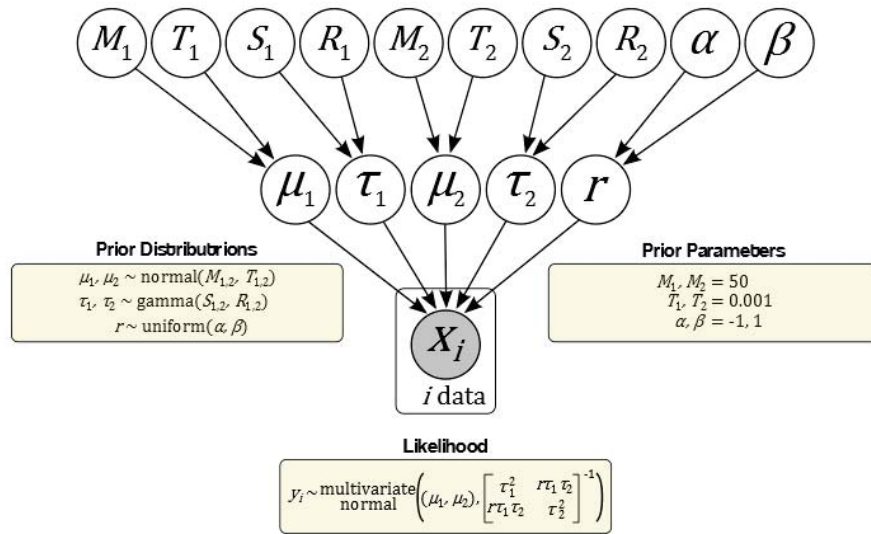 M₁ T₁ S₁ R₁ M₂ T₂ S₂ R₂ α β
μ₁ τ₁ μ₂ τ₂ r
Prior Distriburions
μ₁, μ₂ ~ normal(M₁,₂, T₁,₂)
τ₁, τ₂ ~ gamma(S₁,₂, R₁,₂)
r ~ uniform(α, β)
Prior Parameters
M₁, M₂ = 50
T₁, T₂ = 0.001
α, β = -1, 1
Xᵢ
i data
Likelihood
yᵢ ~ multivariate normal((μ₁, μ₂), [τ₁² rτ₁τ₂ rτ₁τ₂ τ₂²]⁻¹)